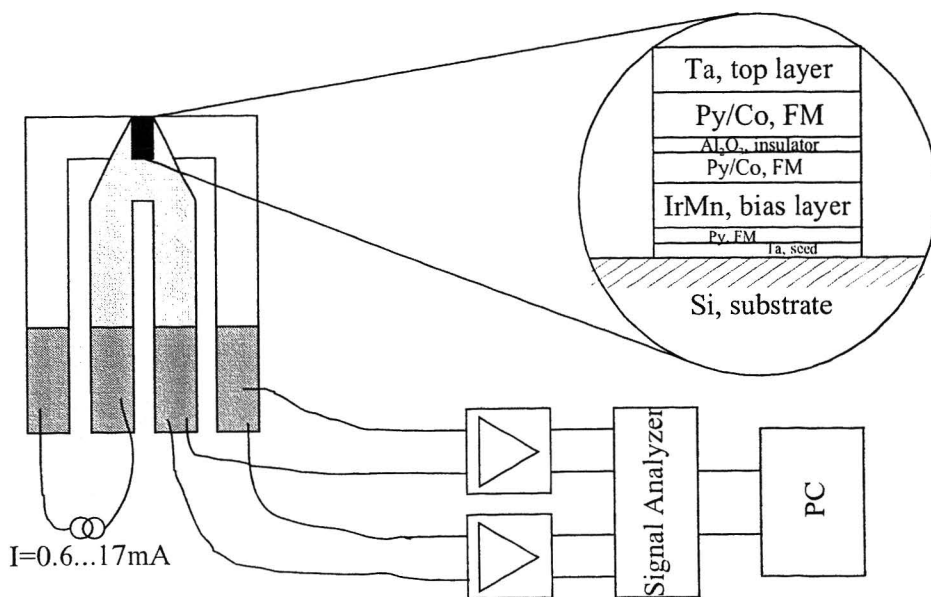 Ta, top layer
Py/Co, FM
Al₂O₃, insulator
Py/Co, FM
IrMn, bias layer
Py, FM
Ta, seed
Si, substrate
I=0.6...17mA
Signal Analyzer
PC